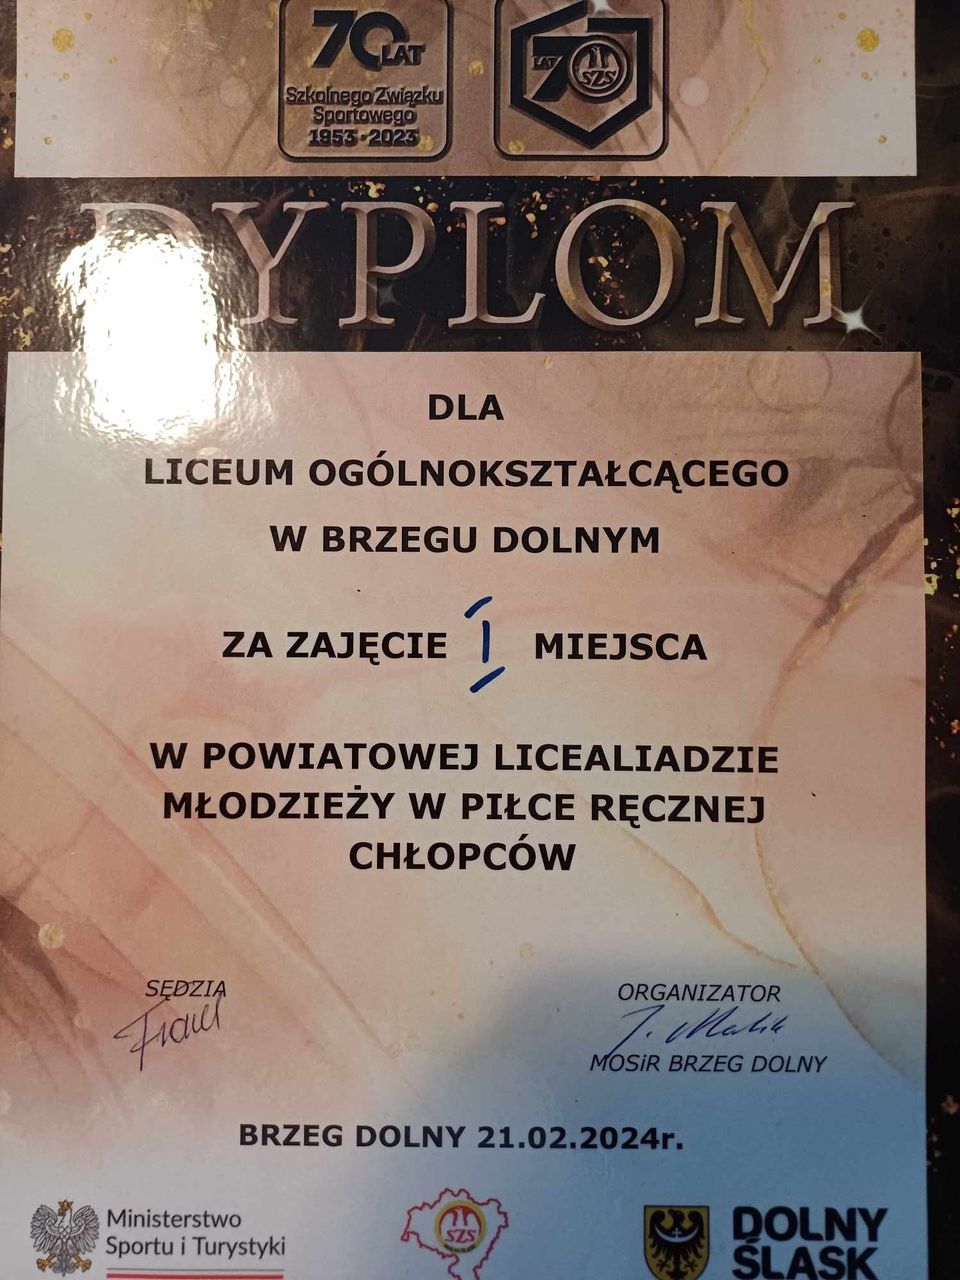 70 LAT
Szkolnego Związku
Sportowego
1953-2023
LAT 70 SZS
DYPLOM
DLA
LICEUM OGÓLNOKSZTAŁCĄCEGO
W BRZEGU DOLNYM
ZA ZAJĘCIE I MIEJSCA
W POWIATOWEJ LICEALIADZIE
MŁODZIEŻY W PIŁCE RĘCZNEJ
CHŁOPCÓW
SĘDZIA
ORGANIZATOR
MOSiR BRZEG DOLNY
BRZEG DOLNY 21.02.2024r.
Ministerstwo
Sportu i Turystyki
SZS
DOLNY
ŚLĄSK